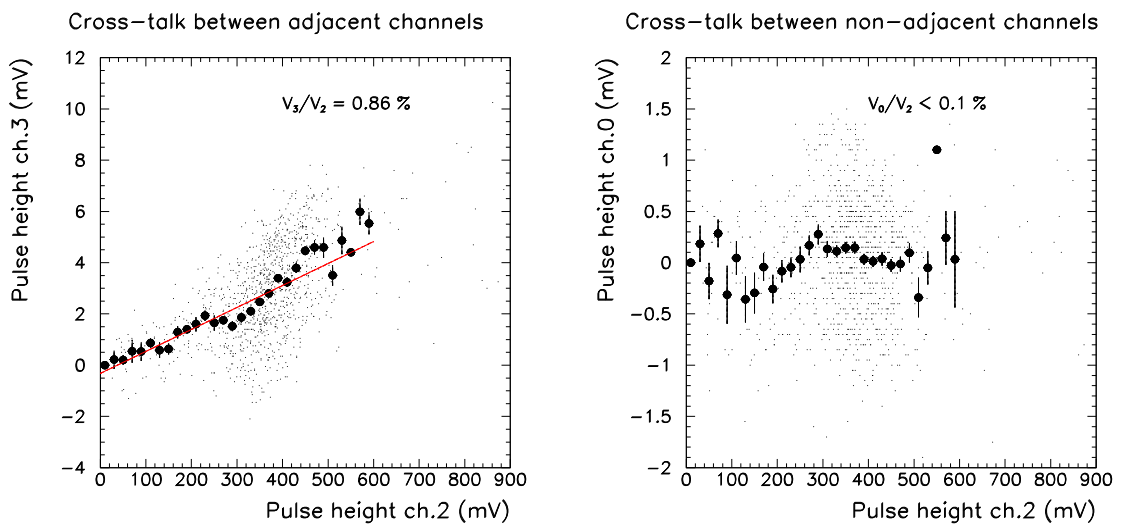 Cross-talk between adjacent channels
Pulse height ch.3 (mV)
12
10
8
6
4
2
0
-2
-4
V3/V2 = 0.86 %
0 100 200 300 400 500 600 700 800 900
Pulse height ch.2 (mV)
Cross-talk between non-adjacent channels
Pulse height ch.0 (mV)
2
1.5
1
0.5
0
-0.5
-1
-1.5
-2
V0/V2 < 0.1 %
0 100 200 300 400 500 600 700 800 900
Pulse height ch.2 (mV)